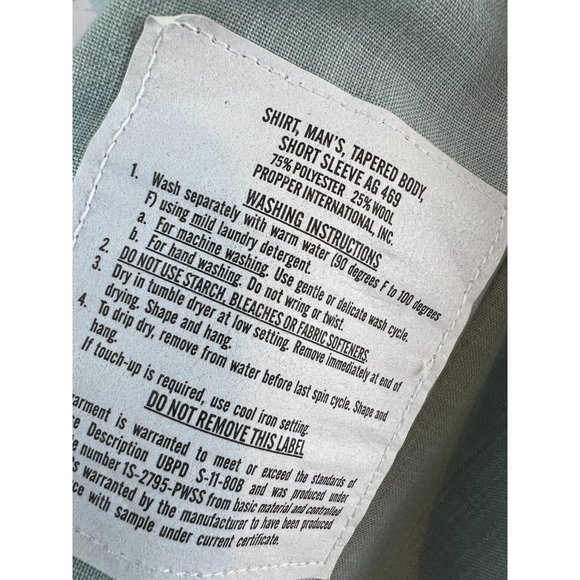 SHIRT, MAN'S, TAPERED BODY,
SHORT SLEEVE AG 469
75% POLYESTER 25% WOOL
PROPPER INTERNATIONAL, INC.
WASHING INSTRUCTIONS
1. Wash separately with warm water (90 degrees F to 100 degrees
F) using mild laundry detergent.
a. For machine washing. Use gentle or delicate wash cycle.
b. For hand washing. Do not wring or twist.
2. DO NOT USE STARCH, BLEACHES OR FABRIC SOFTENERS.
3. Dry in tumble dryer at low setting. Remove immediately at end of
drying. Shape and hang.
4. To drip dry, remove from water before last spin cycle. Shape and
hang.
If touch-up is required, use cool iron setting.
DO NOT REMOVE THIS LABEL
garment is warranted to meet or exceed the standards of
Description UBPD S-11-80B and was produced under
number TS-2795-PWSS from basic material and controlled
warranted by the manufacturer to have been produced
with sample under current certificate.